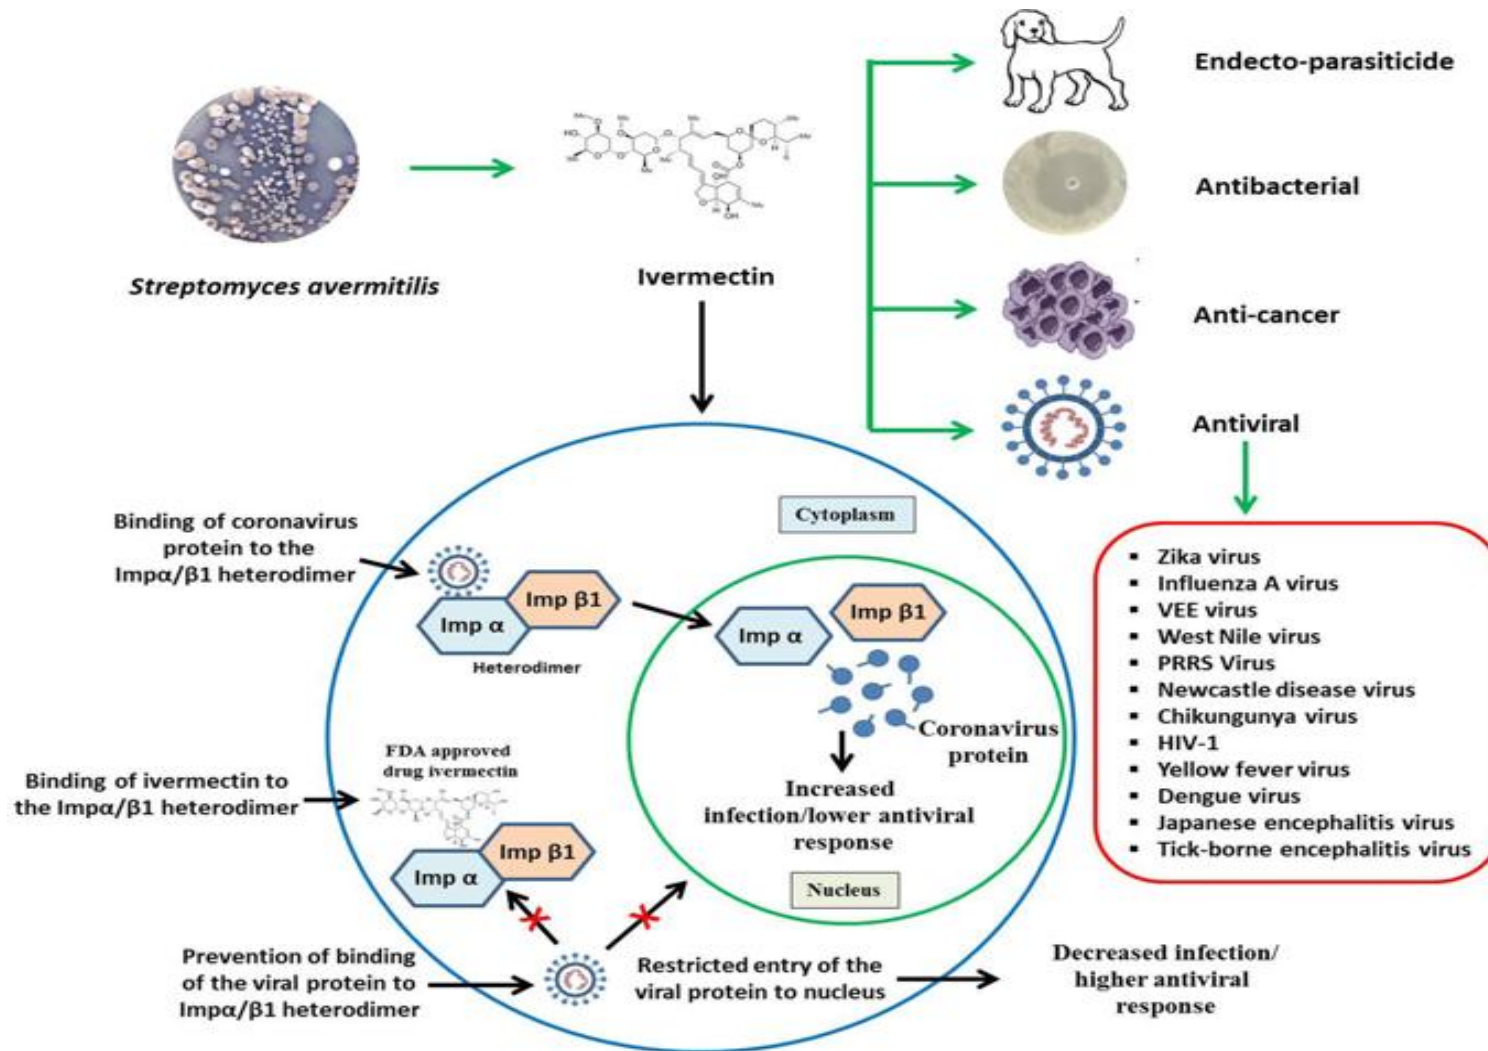 Endecto-parasiticide
Antibacterial
Anti-cancer
Antiviral
Streptomyces avermitilis
Ivermectin
Cytoplasm
Binding of coronavirus
protein to the
Impα/β1 heterodimer
Imp α
Imp β1
Heterodimer
Imp α
Imp β1
Coronavirus
protein
Increased
infection/lower antiviral
response
Nucleus
FDA approved
drug ivermectin
Binding of ivermectin to
the Impα/β1 heterodimer
Imp α
Imp β1
Prevention of binding
of the viral protein to
Impα/β1 heterodimer
Restricted entry of the
viral protein to nucleus
Decreased infection/
higher antiviral
response
▪ Zika virus
▪ Influenza A virus
▪ VEE virus
▪ West Nile virus
▪ PRRS Virus
▪ Newcastle disease virus
▪ Chikungunya virus
▪ HIV-1
▪ Yellow fever virus
▪ Dengue virus
▪ Japanese encephalitis virus
▪ Tick-borne encephalitis virus